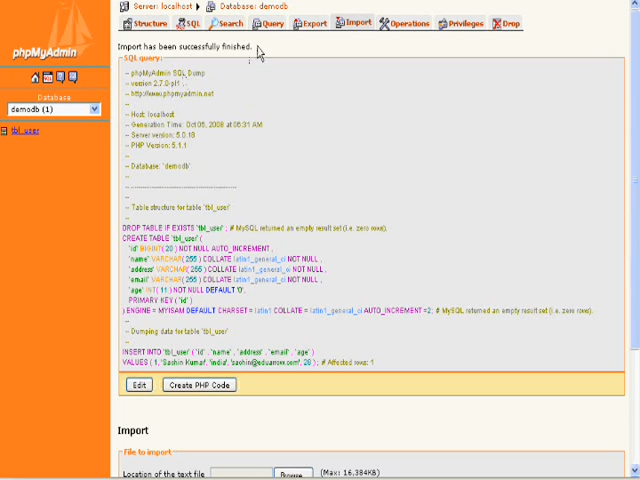 Server: localhost Database: demodb
Structure SQL Search Query Export Import Operations Privileges Drop
phpMyAdmin
Database
demodb (1)
tbl_user
Import has been successfully finished.
SQL query:
-- phpMyAdmin SQL Dump
-- version 2.7.0-pl1
-- http://www.phpmyadmin.net
--
-- Host: localhost
-- Generation Time: Oct 06, 2008 at 06:31 AM
-- Server version: 5.0.18
-- PHP Version: 5.1.1
--
-- Database: `demodb`
--
-- --------------------------------------------------------
--
-- Table structure for table `tbl_user`
--
DROP TABLE IF EXISTS `tbl_user` ; # MySQL returned an empty result set (i.e. zero rows).
CREATE TABLE `tbl_user` (
`id` BIGINT( 20 ) NOT NULL AUTO_INCREMENT ,
`name` VARCHAR( 255 ) COLLATE latin1_general_ci NOT NULL ,
`address` VARCHAR( 255 ) COLLATE latin1_general_ci NOT NULL ,
`email` VARCHAR( 255 ) COLLATE latin1_general_ci NOT NULL ,
`age` INT( 11 ) NOT NULL DEFAULT '0',
PRIMARY KEY ( `id` )
) ENGINE = MYISAM DEFAULT CHARSET = latin1 COLLATE = latin1_general_ci AUTO_INCREMENT =2; # MySQL returned an empty result set (i.e. zero rows).
--
-- Dumping data for table `tbl_user`
--
INSERT INTO `tbl_user` ( `id` , `name` , `address` , `email` , `age` )
VALUES ( 1, 'Sachin Kumar', 'india', 28 ) ; # Affected rows: 1
Edit Create PHP Code
Import
File to import
Location of the text file Browse... (Max: 16,384KB)